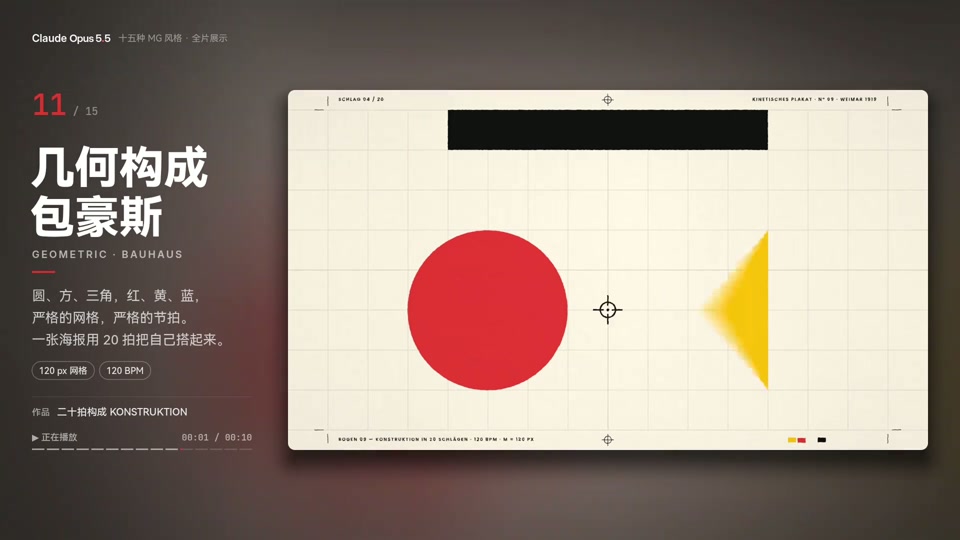 Claude Opus 5.5 十五种 MG 风格 · 全片展示
11 / 15
几何构成
包豪斯
GEOMETRIC · BAUHAUS
圆、方、三角，红、黄、蓝，
严格的网格，严格的节拍。
一张海报用 20 拍把自己搭起来。
120 px 网格 120 BPM
作品 二十拍构成 KONSTRUKTION
▶ 正在播放 00:01 / 00:10
SCHLAG 04 / 20
KINETISCHES PLAKAT · N° 09 · WEIMAR 1919
BOGEN 09 — KONSTRUKTION IN 20 SCHLÄGEN · 120 BPM · M = 120 PX